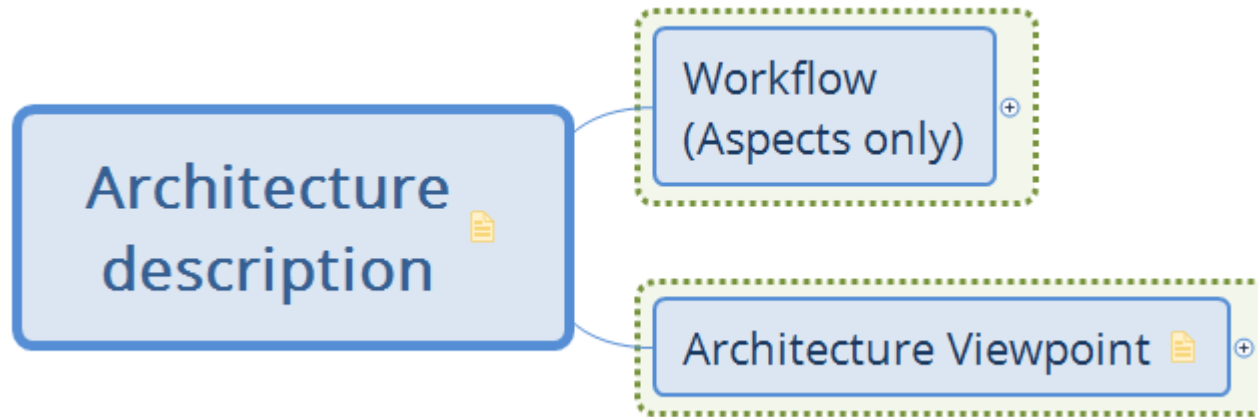 Architecture
description
Workflow
(Aspects only)
Architecture Viewpoint